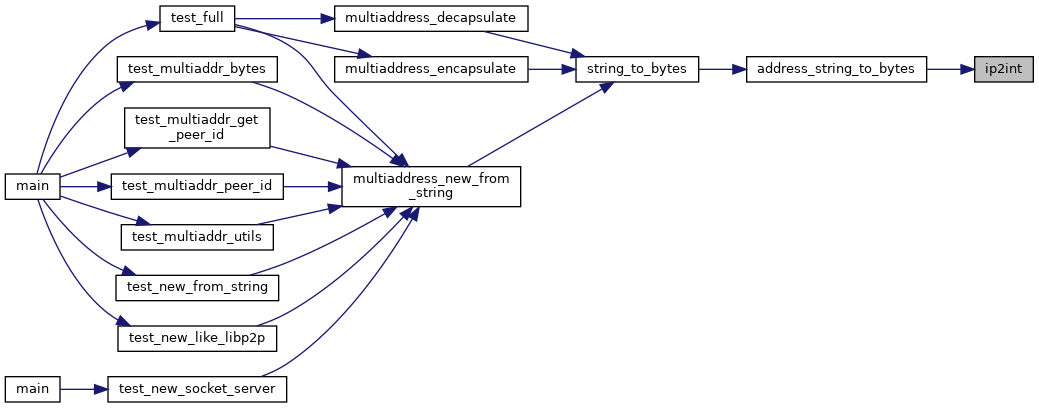 test_full
multiaddress_decapsulate
test_multiaddr_bytes
multiaddress_encapsulate
string_to_bytes
address_string_to_bytes
ip2int
test_multiaddr_get
_peer_id
main
test_multiaddr_peer_id
multiaddress_new_from
_string
test_multiaddr_utils
test_new_from_string
test_new_like_libp2p
main
test_new_socket_server